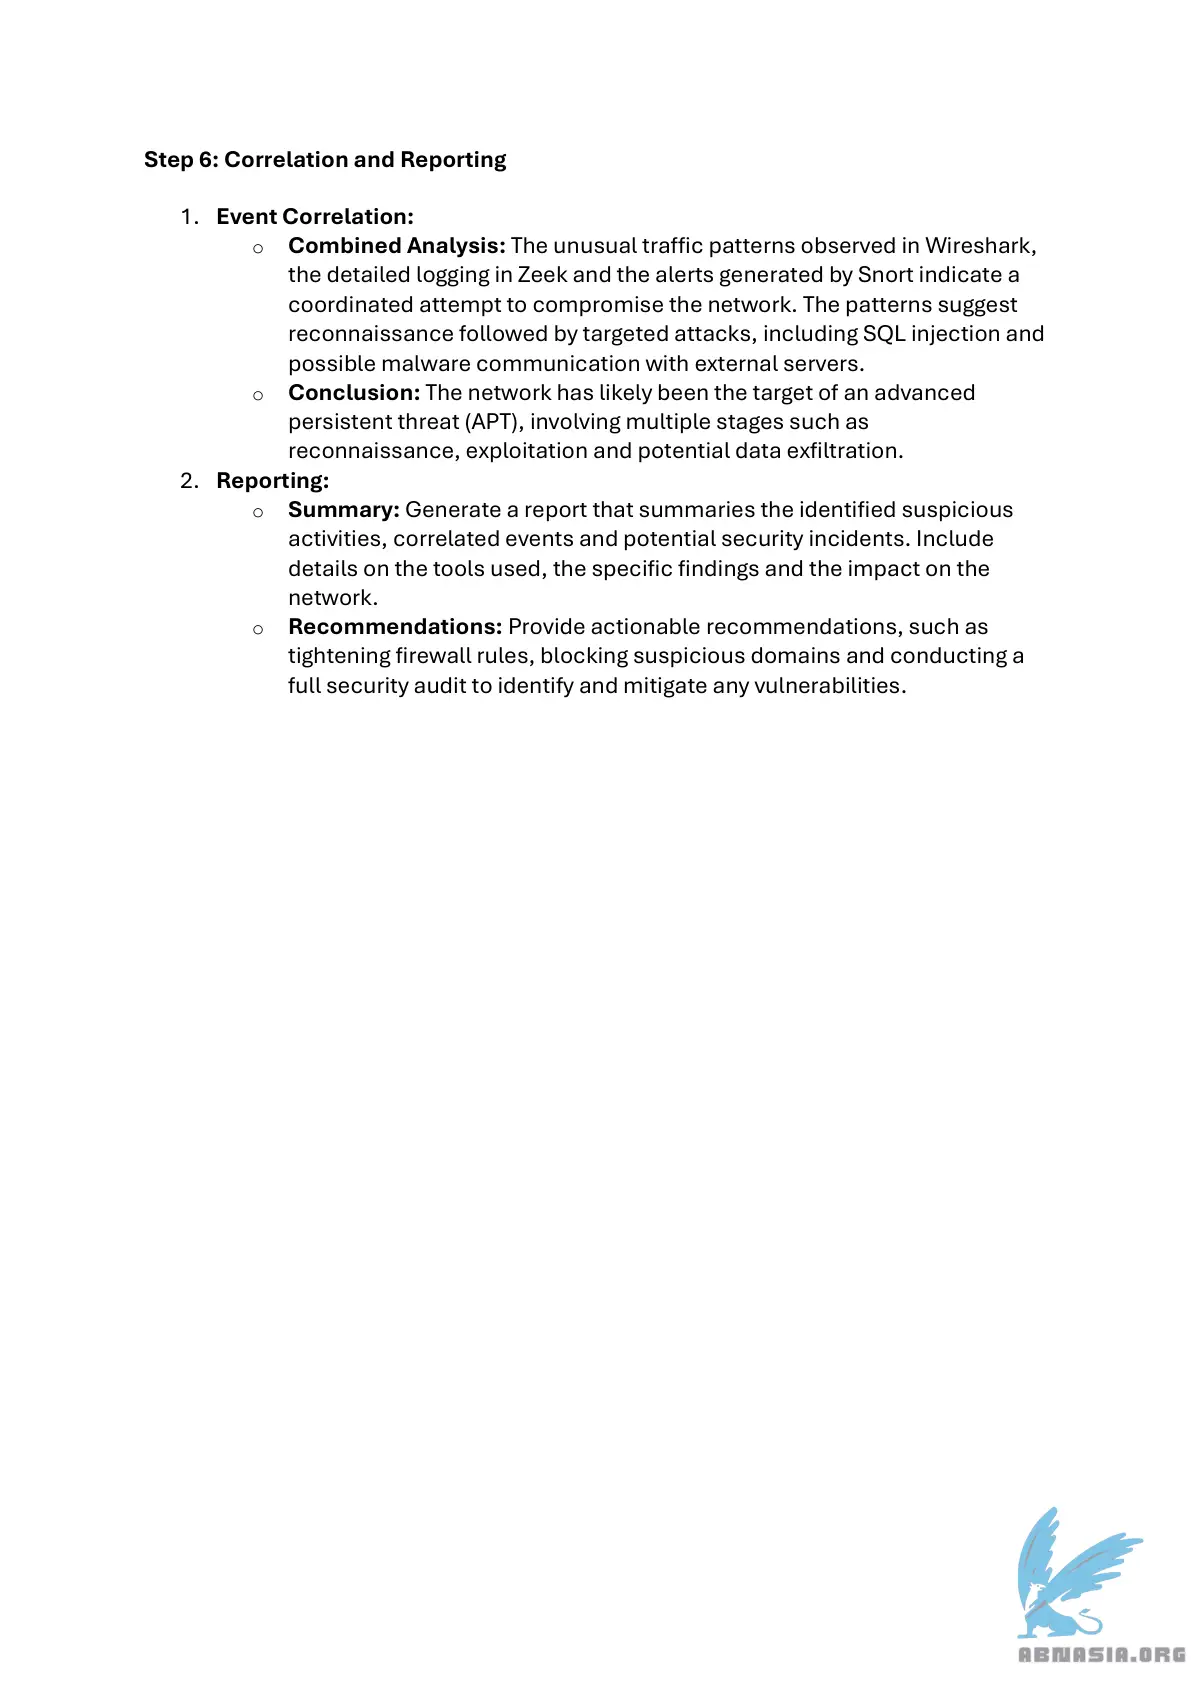 Step 6: Correlation and Reporting
1. Event Correlation:
o Combined Analysis: The unusual traffic patterns observed in Wireshark,
the detailed logging in Zeek and the alerts generated by Snort indicate a
coordinated attempt to compromise the network. The patterns suggest
reconnaissance followed by targeted attacks, including SQL injection and
possible malware communication with external servers.
o Conclusion: The network has likely been the target of an advanced
persistent threat (APT), involving multiple stages such as
reconnaissance, exploitation and potential data exfiltration.
2. Reporting:
o Summary: Generate a report that summaries the identified suspicious
activities, correlated events and potential security incidents. Include
details on the tools used, the specific findings and the impact on the
network.
o Recommendations: Provide actionable recommendations, such as
tightening firewall rules, blocking suspicious domains and conducting a
full security audit to identify and mitigate any vulnerabilities.
ABNASIA.ORG